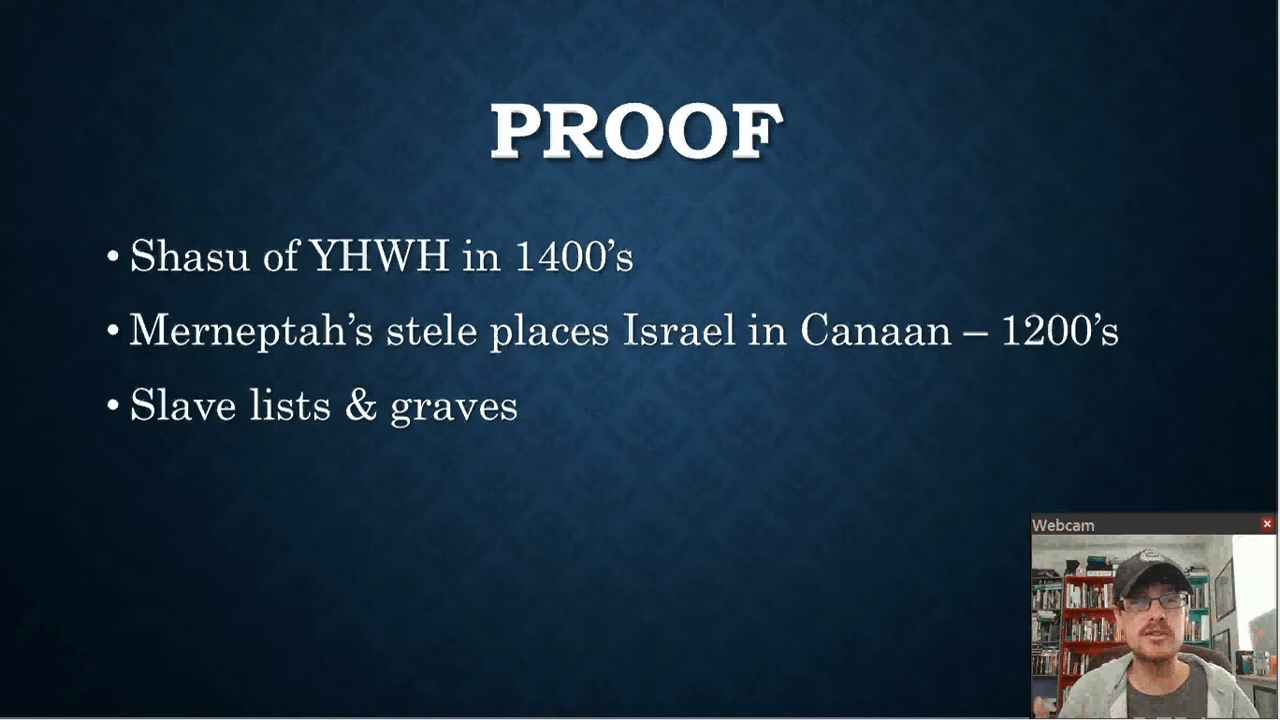 PROOF
• Shasu of YHWH in 1400’s
• Merneptah’s stele places Israel in Canaan – 1200’s
• Slave lists & graves
Webcam